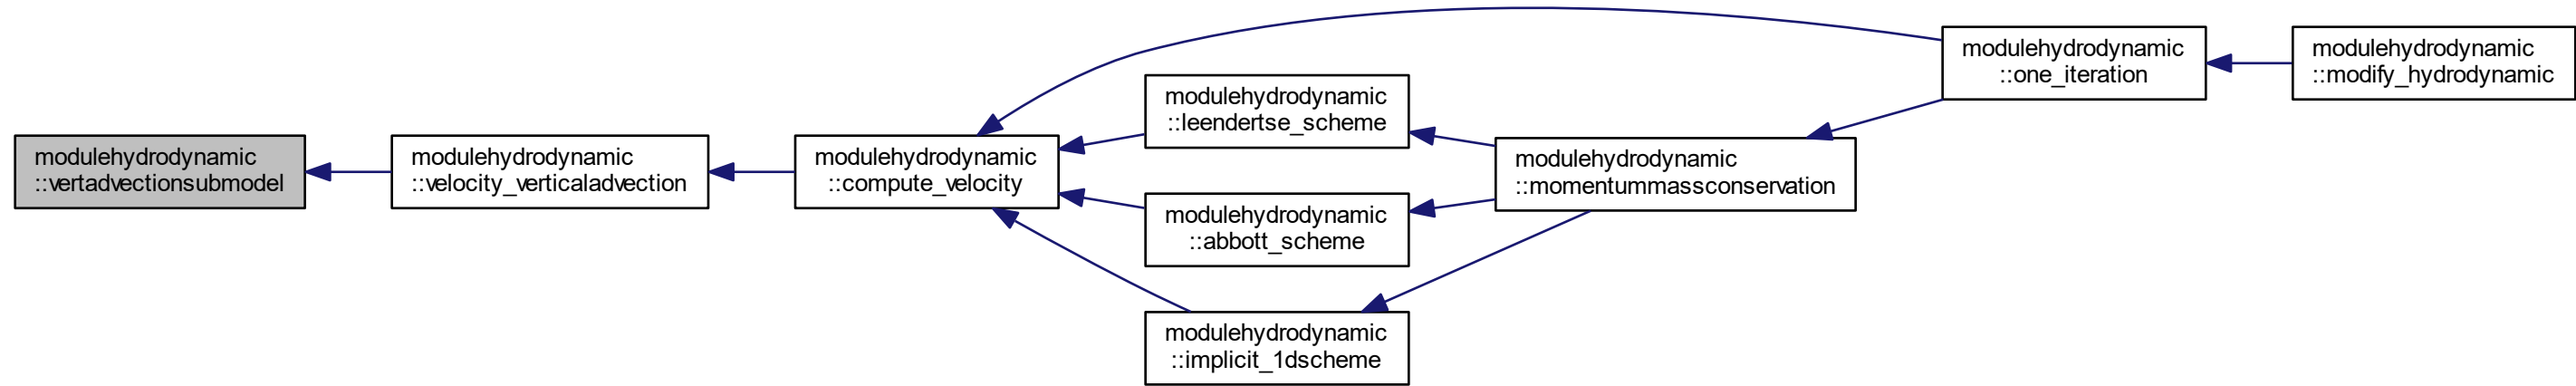 modulehydrodynamic
::vertadvectionsubmodel
modulehydrodynamic
::velocity_verticaladvection
modulehydrodynamic
::compute_velocity
modulehydrodynamic
::leendertse_scheme
modulehydrodynamic
::abbott_scheme
modulehydrodynamic
::implicit_1dscheme
modulehydrodynamic
::momentummassconservation
modulehydrodynamic
::one_iteration
modulehydrodynamic
::modify_hydrodynamic